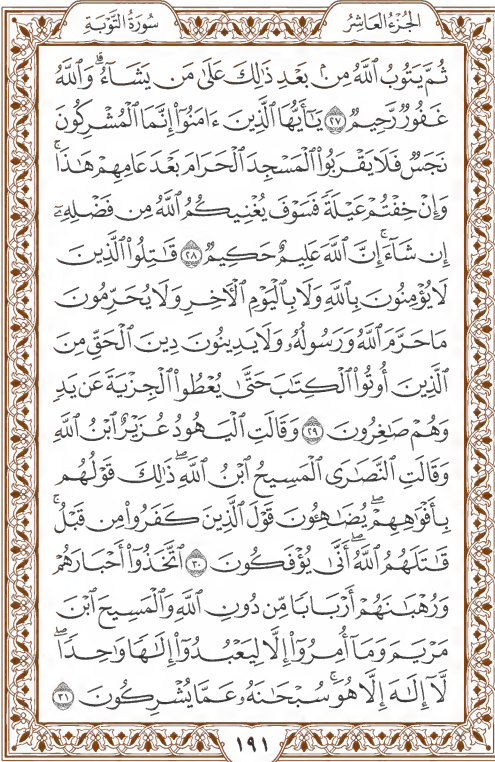 الجزء العاشر
سورة التوبة
ثُمَّ يَتُوبُ ٱللَّهُ مِنۢ بَعْدِ ذَٰلِكَ عَلَىٰ مَن يَشَآءُ ۗ وَٱللَّهُ
غَفُورٌ رَّحِيمٌ ٢٧ يَـٰٓأَيُّهَا ٱلَّذِينَ ءَامَنُوٓا۟ إِنَّمَا ٱلْمُشْرِكُونَ
نَجَسٌ فَلَا يَقْرَبُوا۟ ٱلْمَسْجِدَ ٱلْحَرَامَ بَعْدَ عَامِهِمْ هَـٰذَا ۚ
وَإِنْ خِفْتُمْ عَيْلَةً فَسَوْفَ يُغْنِيكُمُ ٱللَّهُ مِن فَضْلِهِۦٓ
إِن شَآءَ ۚ إِنَّ ٱللَّهَ عَلِيمٌ حَكِيمٌ ٢٨ قَـٰتِلُوا۟ ٱلَّذِينَ
لَا يُؤْمِنُونَ بِٱللَّهِ وَلَا بِٱلْيَوْمِ ٱلْـَٔاخِرِ وَلَا يُحَرِّمُونَ
مَا حَرَّمَ ٱللَّهُ وَرَسُولُهُۥ وَلَا يَدِينُونَ دِينَ ٱلْحَقِّ مِنَ
ٱلَّذِينَ أُوتُوا۟ ٱلْكِتَـٰبَ حَتَّىٰ يُعْطُوا۟ ٱلْجِزْيَةَ عَن يَدٍ
وَهُمْ صَـٰغِرُونَ ٢٩ وَقَالَتِ ٱلْيَهُودُ عُزَيْرٌ ٱبْنُ ٱللَّهِ
وَقَالَتِ ٱلنَّصَـٰرَى ٱلْمَسِيحُ ٱبْنُ ٱللَّهِ ۖ ذَٰلِكَ قَوْلُهُم
بِأَفْوَٰهِهِمْ ۖ يُضَـٰهِـُٔونَ قَوْلَ ٱلَّذِينَ كَفَرُوا۟ مِن قَبْلُ ۚ
قَـٰتَلَهُمُ ٱللَّهُ ۖ أَنَّىٰ يُؤْفَكُونَ ٣٠ ٱتَّخَذُوٓا۟ أَحْبَارَهُمْ
وَرُهْبَـٰنَهُمْ أَرْبَابًا مِّن دُونِ ٱللَّهِ وَٱلْمَسِيحَ ٱبْنَ
مَرْيَمَ وَمَآ أُمِرُوٓا۟ إِلَّا لِيَعْبُدُوٓا۟ إِلَـٰهًا وَٰحِدًا ۖ
لَّآ إِلَـٰهَ إِلَّا هُوَ ۚ سُبْحَـٰنَهُۥ عَمَّا يُشْرِكُونَ ٣١
١٩١